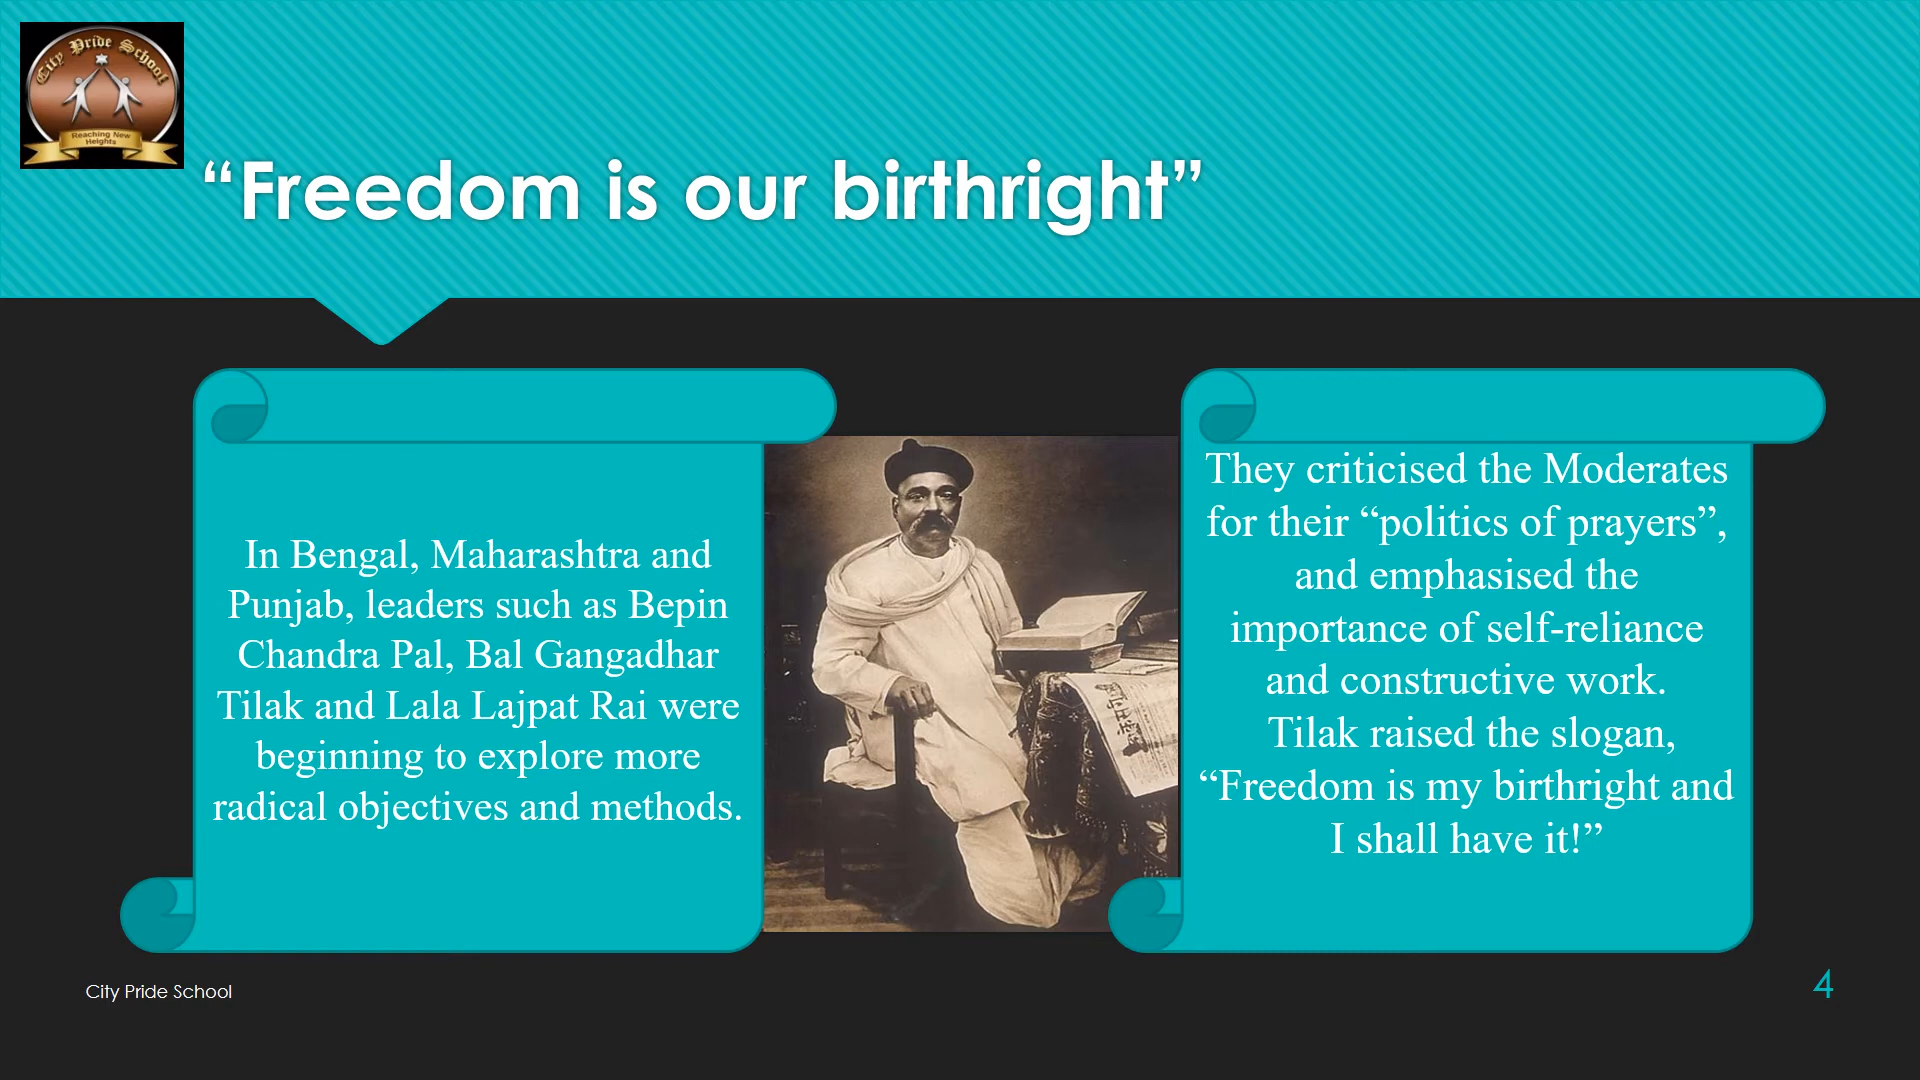 City Pride School
Reaching New
Heights
“Freedom is our birthright”
In Bengal, Maharashtra and
Punjab, leaders such as Bepin
Chandra Pal, Bal Gangadhar
Tilak and Lala Lajpat Rai were
beginning to explore more
radical objectives and methods.
They criticised the Moderates
for their “politics of prayers”,
and emphasised the
importance of self-reliance
and constructive work.
Tilak raised the slogan,
“Freedom is my birthright and
I shall have it!”
City Pride School
4